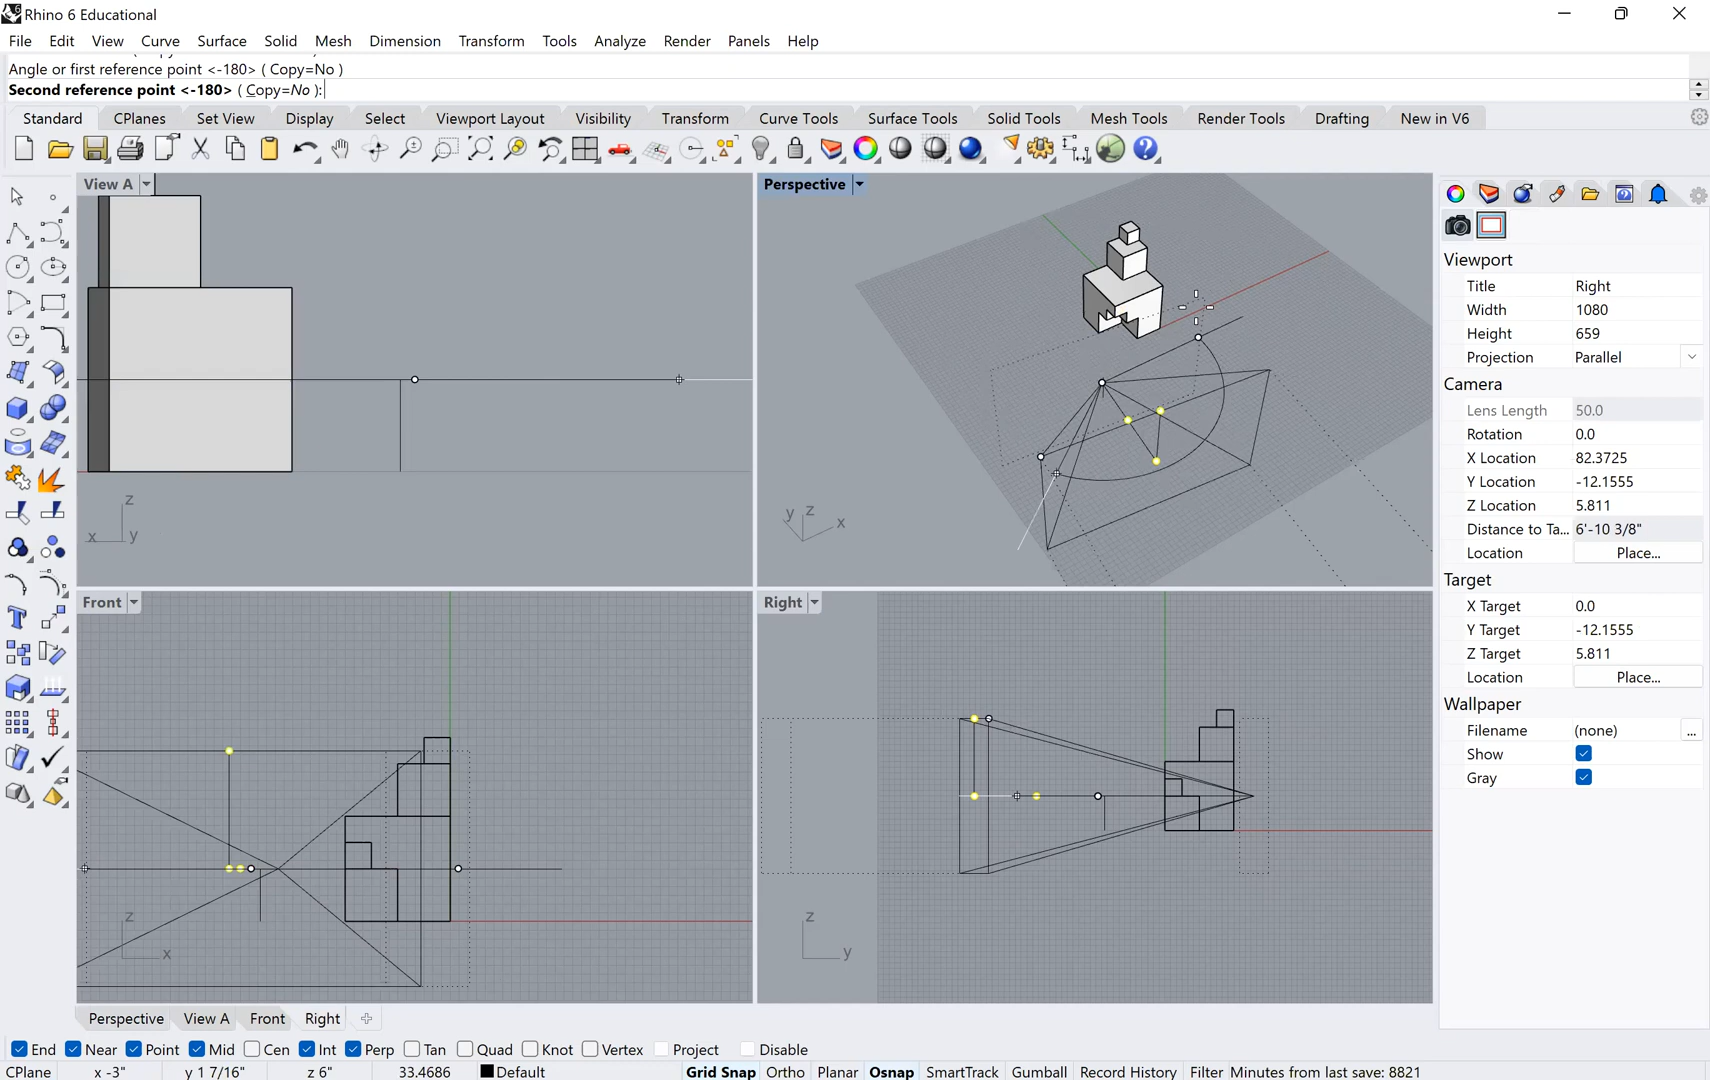 Rhino 6 Educational
File Edit View Curve Surface Solid Mesh Dimension Transform Tools Analyze Render Panels Help
Angle or first reference point <-180> ( Copy=No )
Second reference point <-180> ( Copy=No ):
Standard CPlanes Set View Display Select Viewport Layout Visibility Transform Curve Tools Surface Tools Solid Tools Mesh Tools Render Tools Drafting New in V6
View A
Perspective
z
x y
y z x
Front
Right
z
x
z
y
Viewport
Title Right
Width 1080
Height 659
Projection Parallel
Camera
Lens Length 50.0
Rotation 0.0
X Location 82.3725
Y Location -12.1555
Z Location 5.811
Distance to Ta... 6'-10 3/8"
Location Place...
Target
X Target 0.0
Y Target -12.1555
Z Target 5.811
Location Place...
Wallpaper
Filename (none) ...
Show
Gray
Perspective View A Front Right
End Near Point Mid Cen Int Perp Tan Quad Knot Vertex Project Disable
CPlane x -3" y 1 7/16" z 6" 33.4686 Default Grid Snap Ortho Planar Osnap SmartTrack Gumball Record History Filter Minutes from last save: 8821